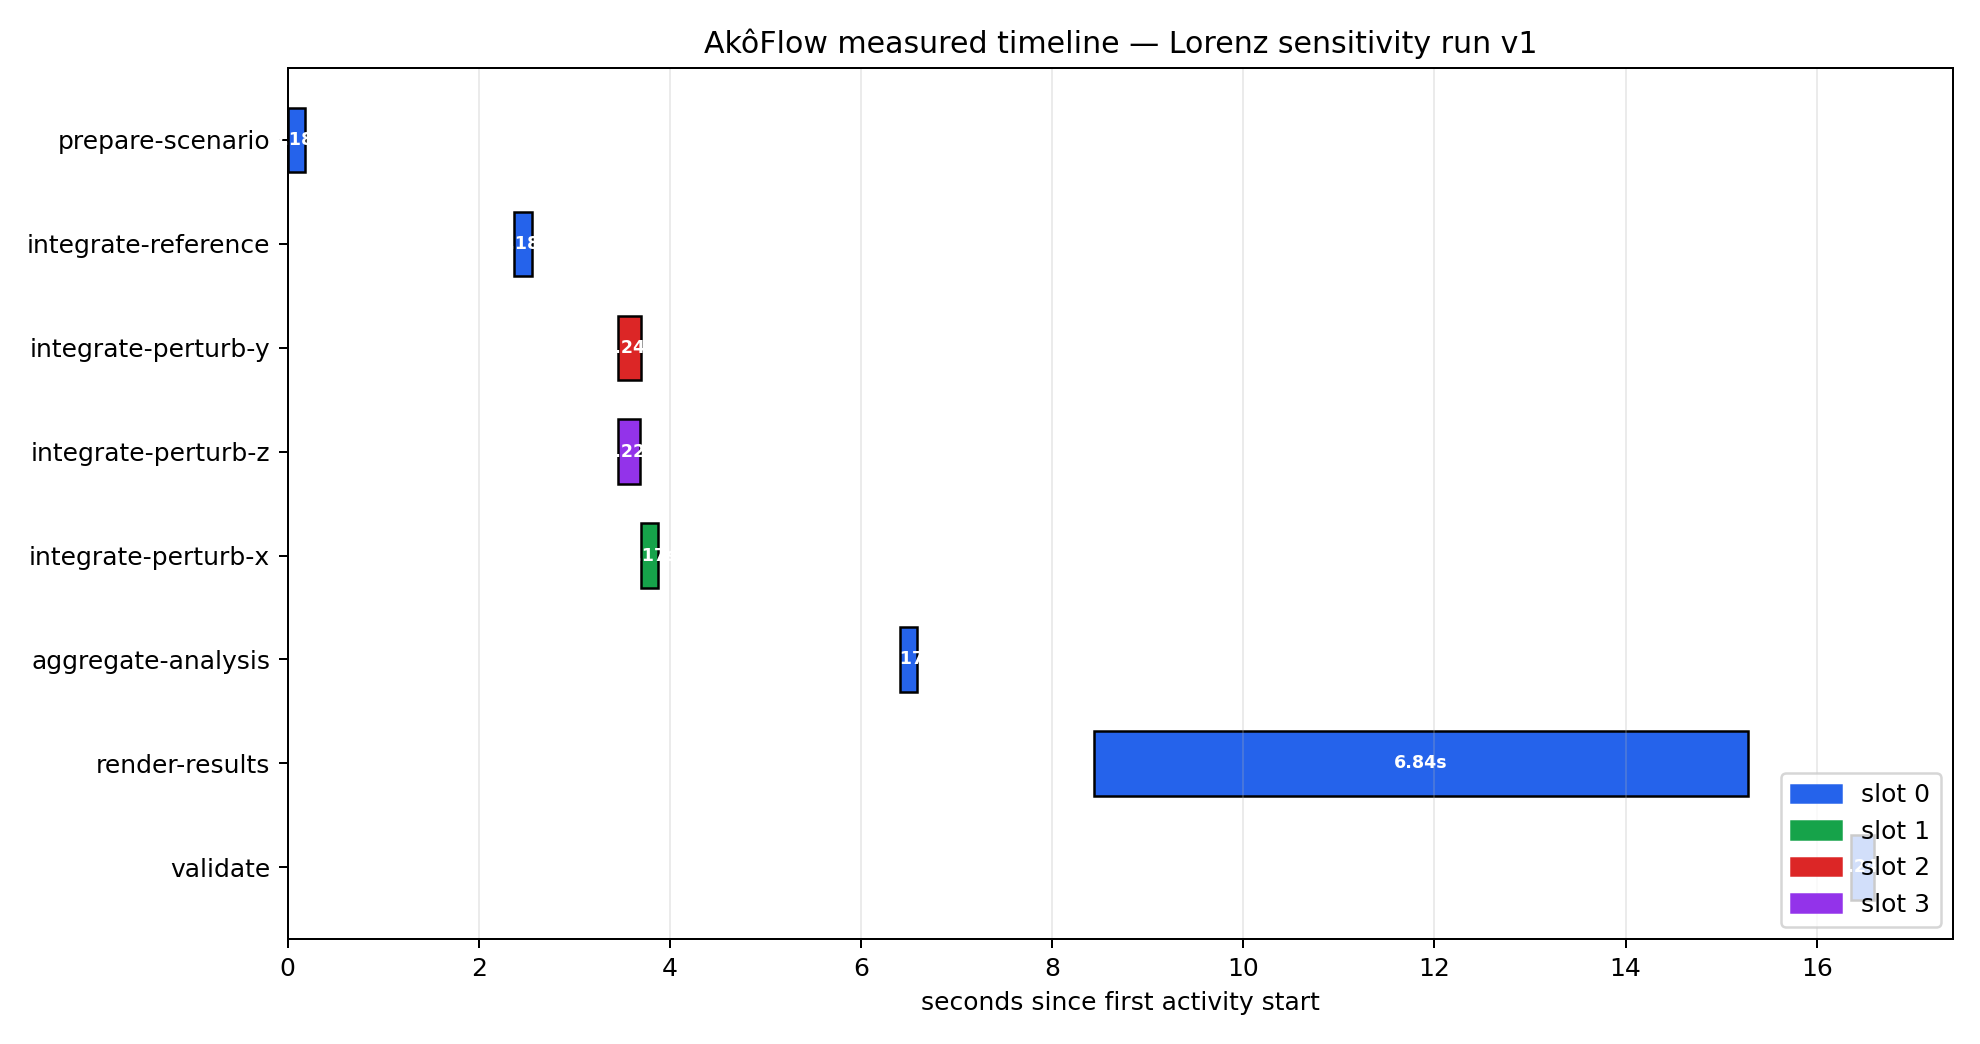 AkôFlow measured timeline — Lorenz sensitivity run v1
prepare-scenario
18
integrate-reference
18
integrate-perturb-y
.24
integrate-perturb-z
.22
integrate-perturb-x
17
aggregate-analysis
17
render-results
6.84s
validate
slot 0
slot 1
slot 2
slot 3
0 2 4 6 8 10 12 14 16
seconds since first activity start